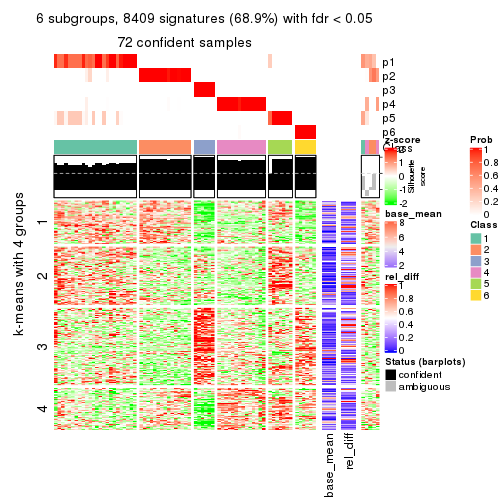 6 subgroups, 8409 signatures (68.9%) with fdr < 0.05
72 confident samples
p1
p2
p3
p4
p5
p6
k-means with 4 groups
1
2
3
4
z-score
2
1
0
-1
-2
Silhouette
score
base_mean
8
6
4
2
rel_diff
1
0.8
0.6
0.4
0.2
0
Status (barplots)
confident
ambiguous
Prob
1
0.8
0.6
0.4
0.2
0
Class
1
2
3
4
5
6
base_mean
rel_diff